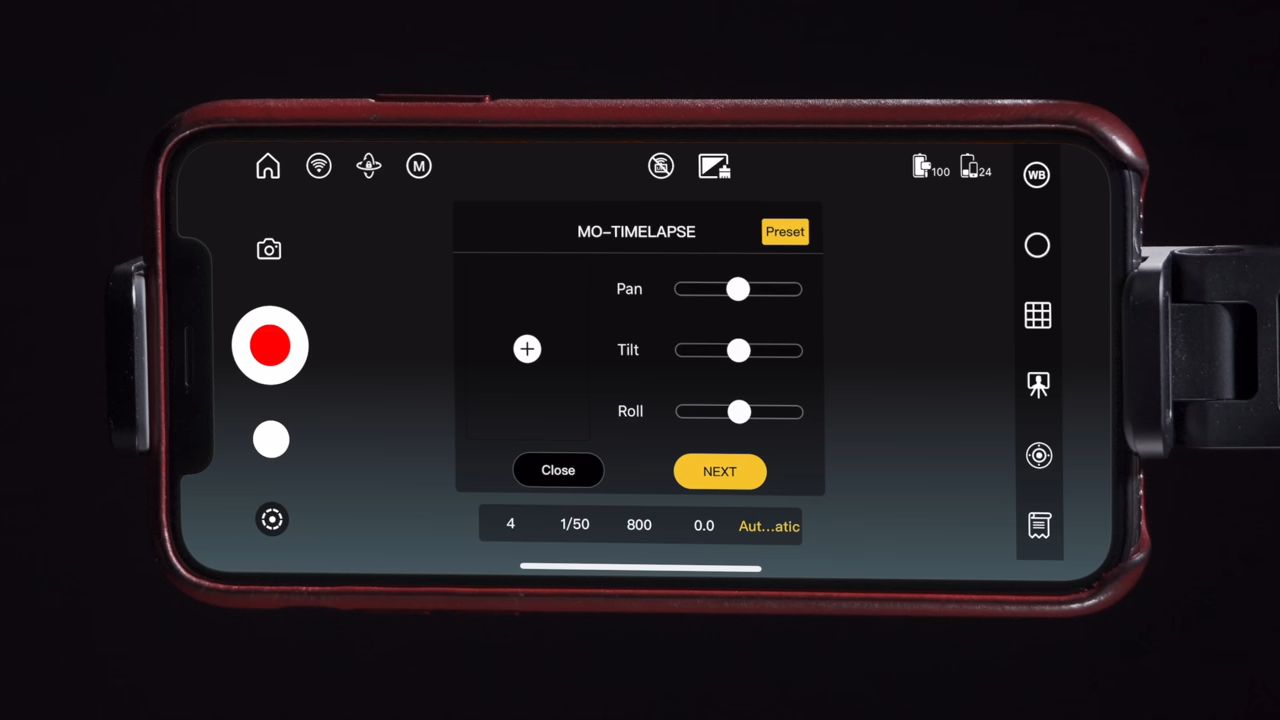 M
100
24
WB
MO-TIMELAPSE
Preset
Pan
Tilt
Roll
Close
NEXT
4
1/50
800
0.0
Aut...atic